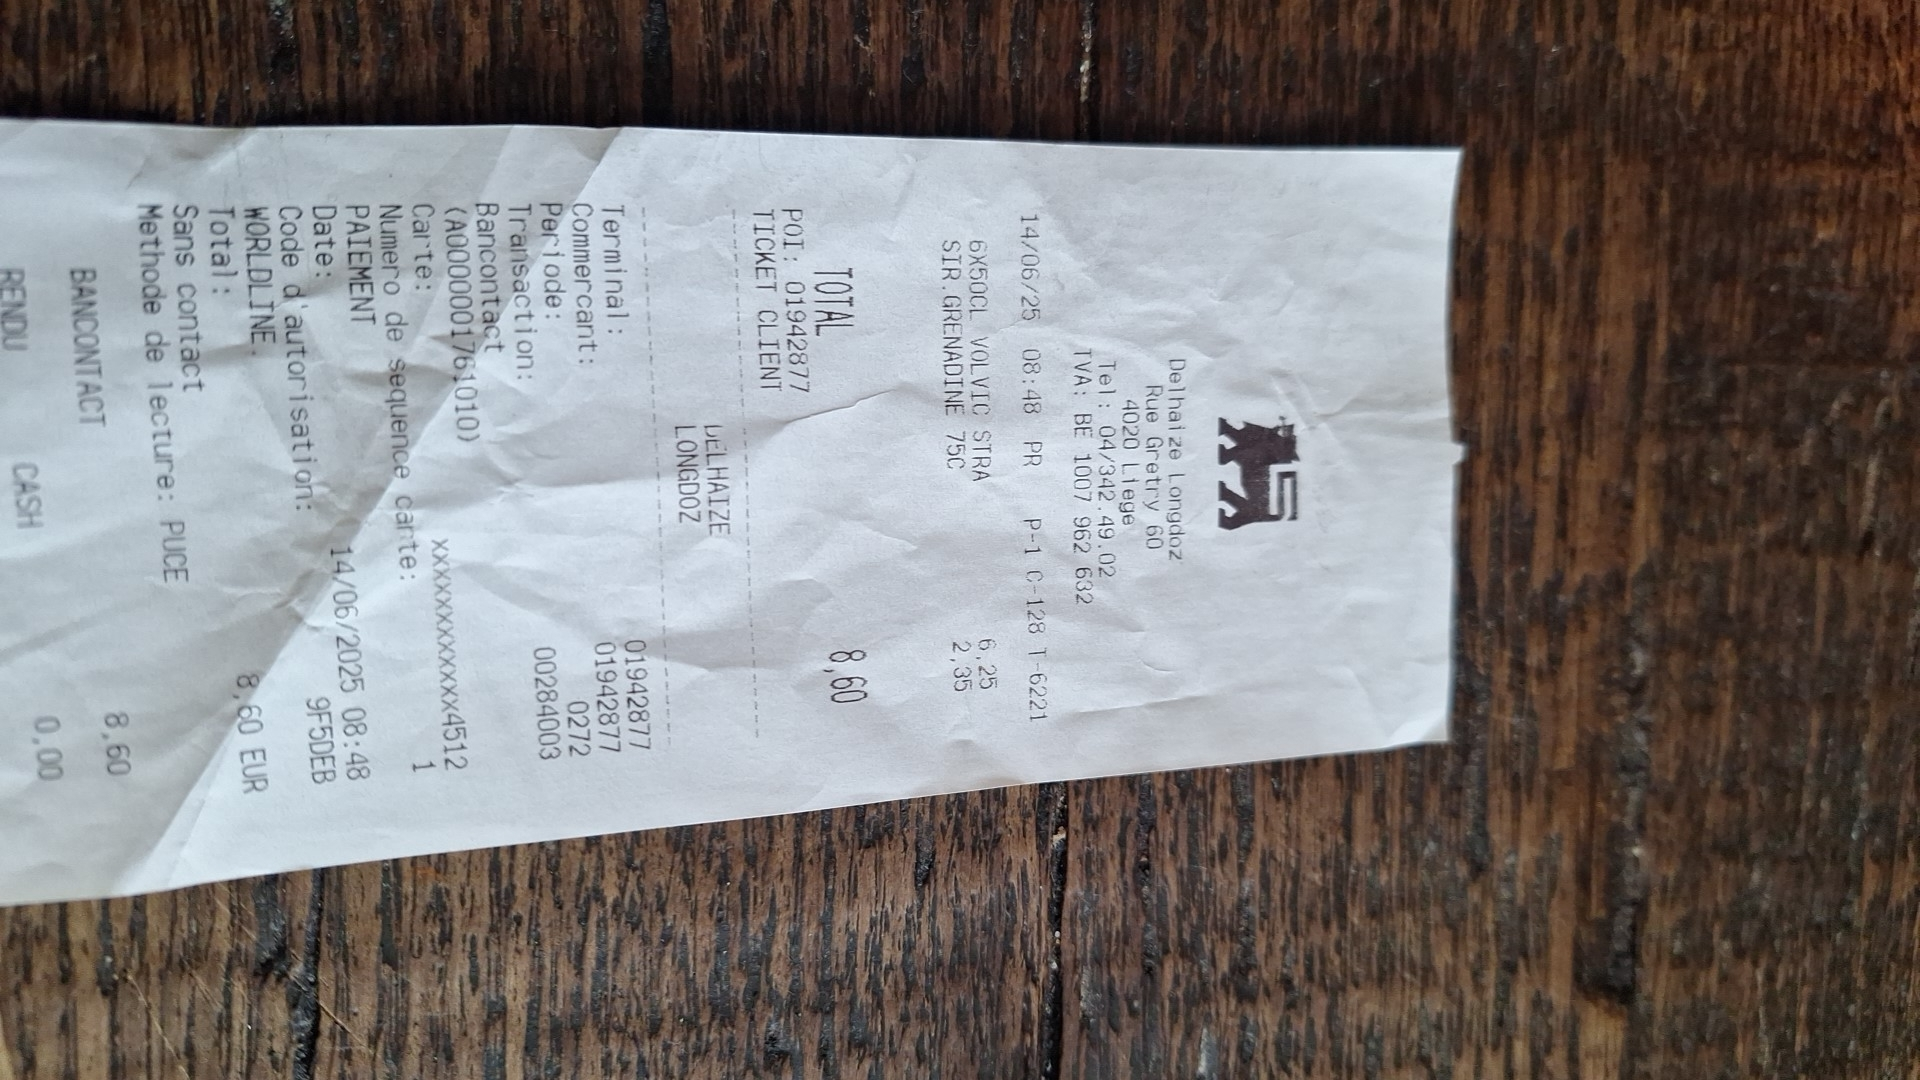 Delhaize Longdoz
Rue Gretry 60
4020 Liege
Tel: 04/342.49.02
TVA: BE 1007 962 632
14/06/25 08:48 PR P-1 C-128 T-6221
6X50CL VOLVIC STRA 6,25
SIR.GRENADINE 75C 2,35
TOTAL 8,60
POI: 01942877
TICKET CLIENT
DELHAIZE
LONGDOZ
Terminal: 01942877
Commercant: 01942877
Periode: 0272
Transaction: 00284003
Bancontact
(A0000001761010)
Carte: xxxxxxxxxxxxx4512
Numero de sequence carte: 1
PAIEMENT
Date: 14/06/2025 08:48
Code d'autorisation: 9F5DEB
WORLDLINE.
Total: 8,60 EUR
Sans contact
Methode de lecture: PUCE
BANCONTACT 8,60
RENDU CASH 0,00